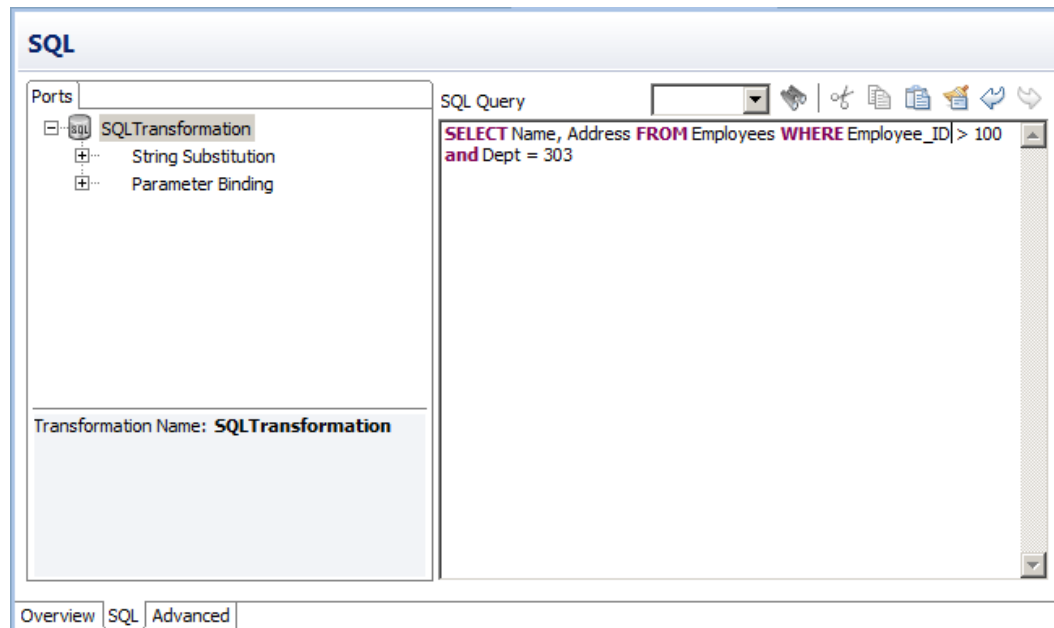 SQL
Ports
SQL Query
SQL
SQLTransformation
String Substitution
Parameter Binding
SELECT Name, Address FROM Employees WHERE Employee_ID > 100
and Dept = 303
Transformation Name: SQLTransformation
Overview SQL Advanced